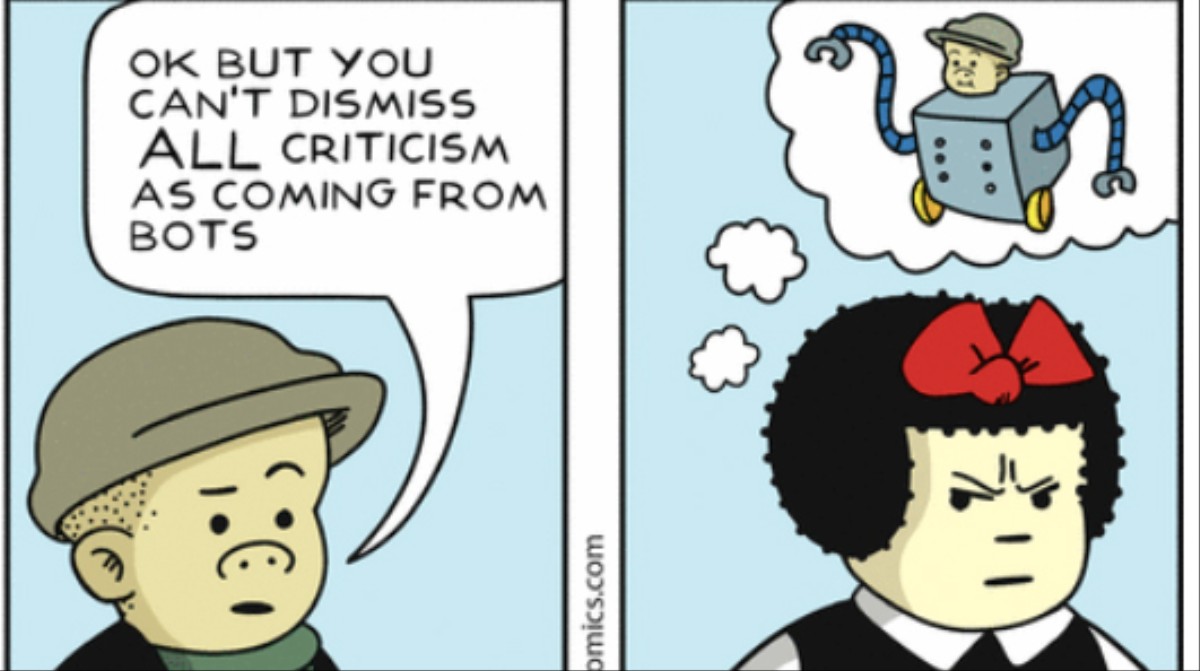 OK BUT YOU
CAN'T DISMISS
ALL CRITICISM
AS COMING FROM
BOTS
omics.com